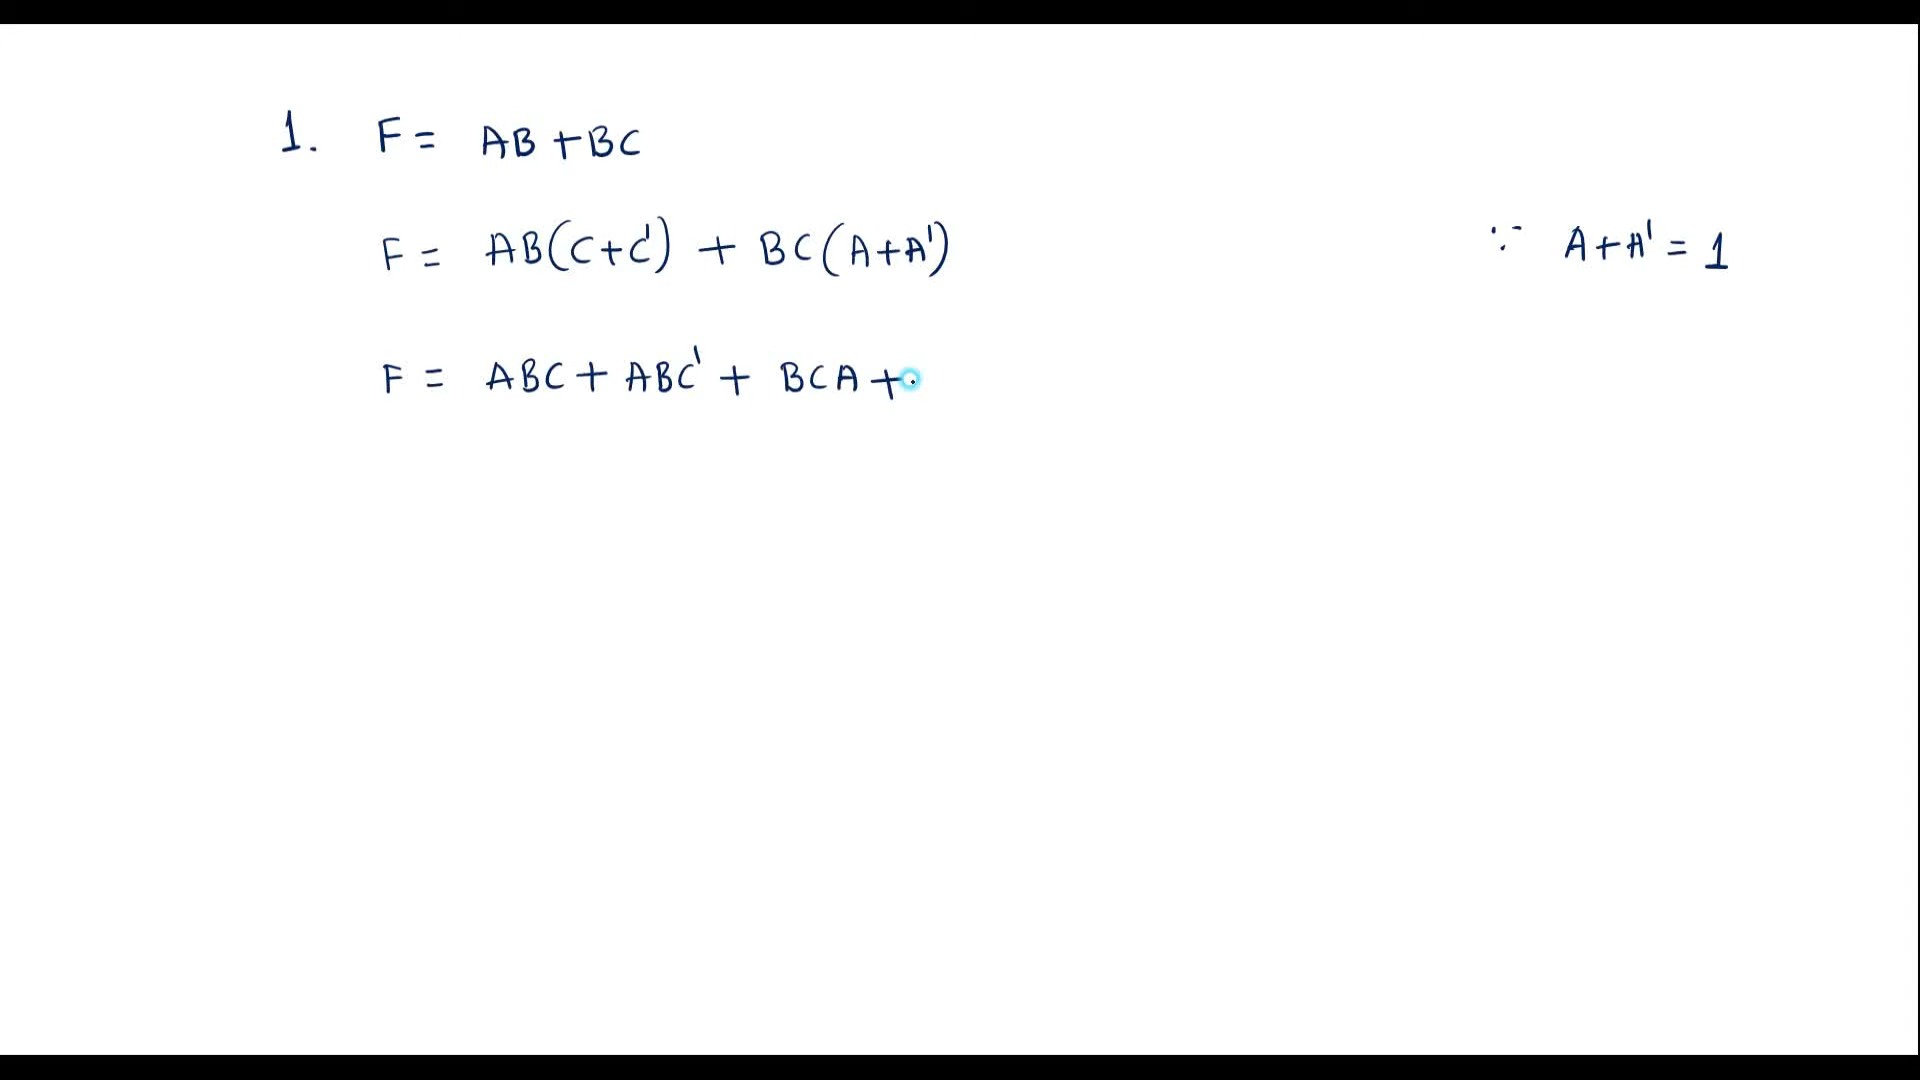 1. F = AB + BC
F = AB(C+C') + BC(A+A') ∵ A+A' = 1
F = ABC + ABC' + BCA +